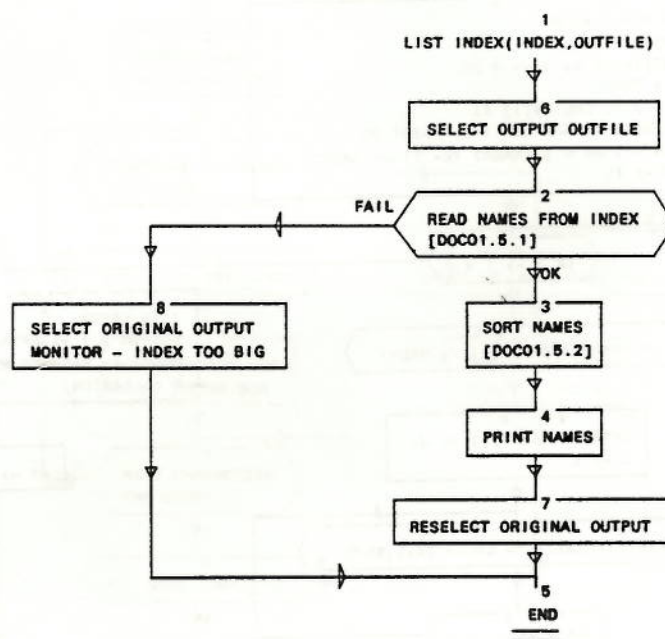 1
LIST INDEX(INDEX,OUTFILE)
6
SELECT OUTPUT OUTFILE
2
FAIL
READ NAMES FROM INDEX
[DOC01.5.1]
OK
8
SELECT ORIGINAL OUTPUT
MONITOR - INDEX TOO BIG
3
SORT NAMES
[DOC01.5.2]
4
PRINT NAMES
7
RESELECT ORIGINAL OUTPUT
5
END